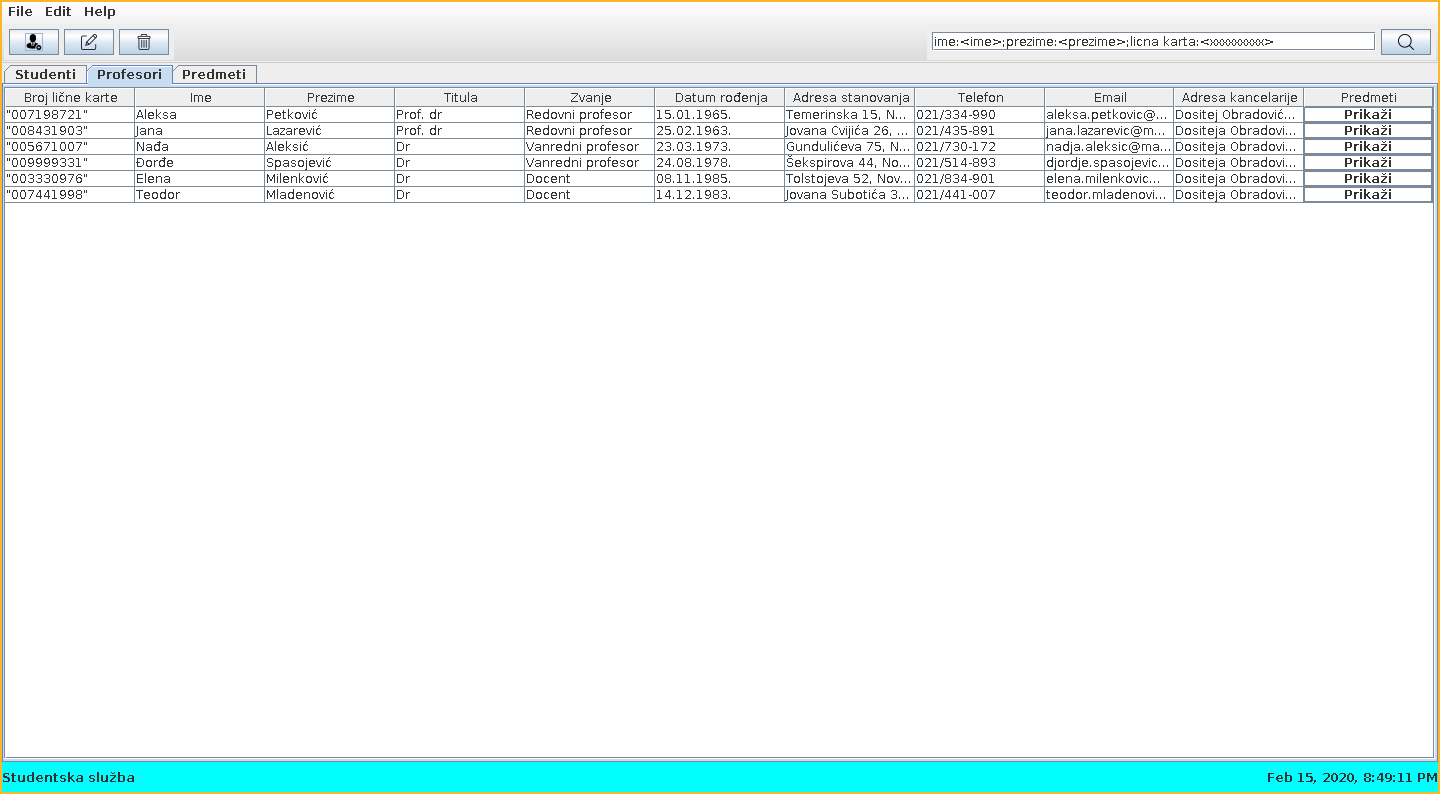 File Edit Help
ime:<ime>;prezime:<prezime>;licna karta:<xxxxxxxxx>
Studenti Profesori Predmeti
Broj lične karte Ime Prezime Titula Zvanje Datum rođenja Adresa stanovanja Telefon Email Adresa kancelarije Predmeti
"007198721" Aleksa Petković Prof. dr Redovni profesor 15.01.1965. Temerinska 15, N... 021/334-990 aleksa.petkovic@... Dositej Obradović... Prikaži
"008431903" Jana Lazarević Prof. dr Redovni profesor 25.02.1963. Jovana Cvijića 26, ... 021/435-891 jana.lazarevic@m... Dositeja Obradovi... Prikaži
"005671007" Nađa Aleksić Dr Vanredni profesor 23.03.1973. Gundulićeva 75, N... 021/730-172 nadja.aleksic@ma... Dositeja Obradovi... Prikaži
"009999331" Đorđe Spasojević Dr Vanredni profesor 24.08.1978. Šekspirova 44, No... 021/514-893 djordje.spasojevic... Dositeja Obradovi... Prikaži
"003330976" Elena Milenković Dr Docent 08.11.1985. Tolstojeva 52, Nov... 021/834-901 elena.milenkovic... Dositeja Obradovi... Prikaži
"007441998" Teodor Mladenović Dr Docent 14.12.1983. Jovana Subotića 3... 021/441-007 teodor.mladenovi... Dositeja Obradovi... Prikaži
Studentska služba Feb 15, 2020, 8:49:11 PM